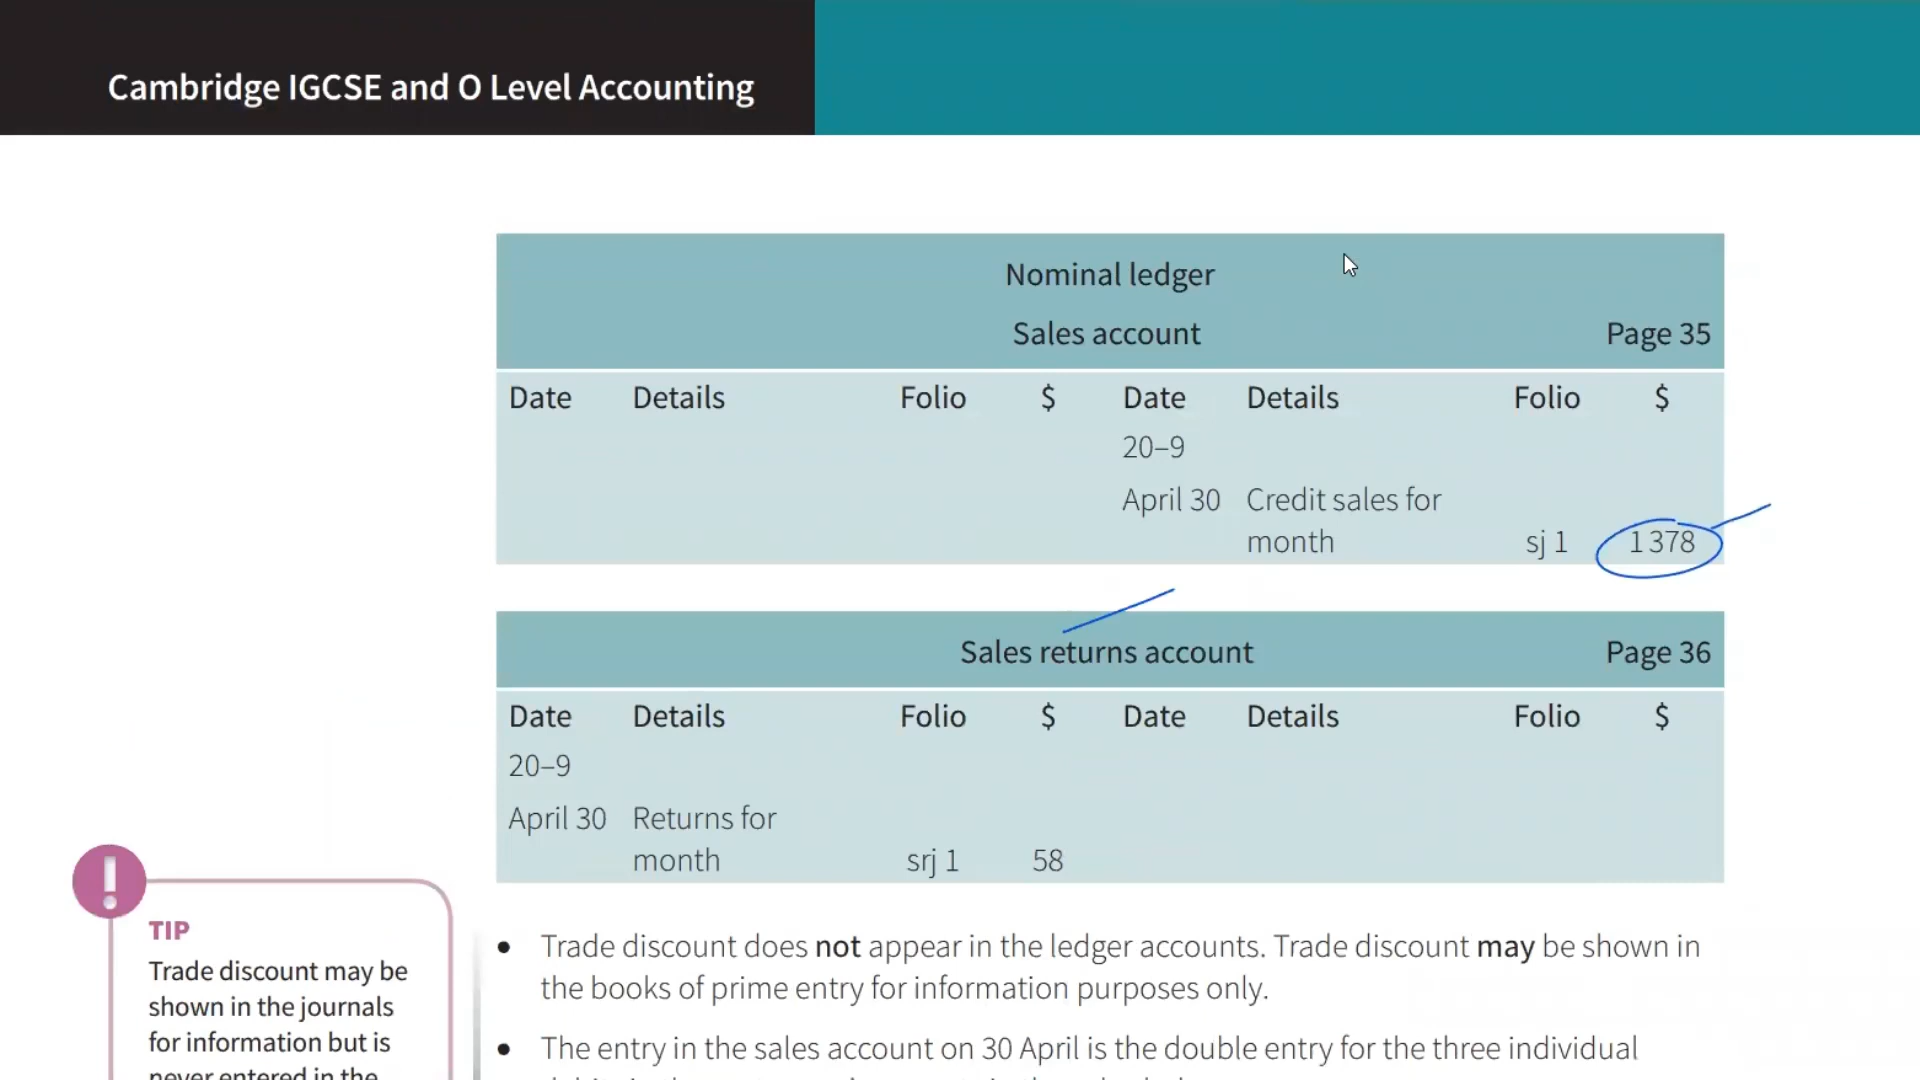 Cambridge IGCSE and O Level Accounting
Nominal ledger
Sales account Page 35
Date Details Folio $ Date Details Folio $
20–9
April 30 Credit sales for
month sj 1 1 378
Sales returns account Page 36
Date Details Folio $ Date Details Folio $
20–9
April 30 Returns for
month srj 1 58
TIP
Trade discount may be
shown in the journals
for information but is
never entered in the
• Trade discount does not appear in the ledger accounts. Trade discount may be shown in
the books of prime entry for information purposes only.
• The entry in the sales account on 30 April is the double entry for the three individual